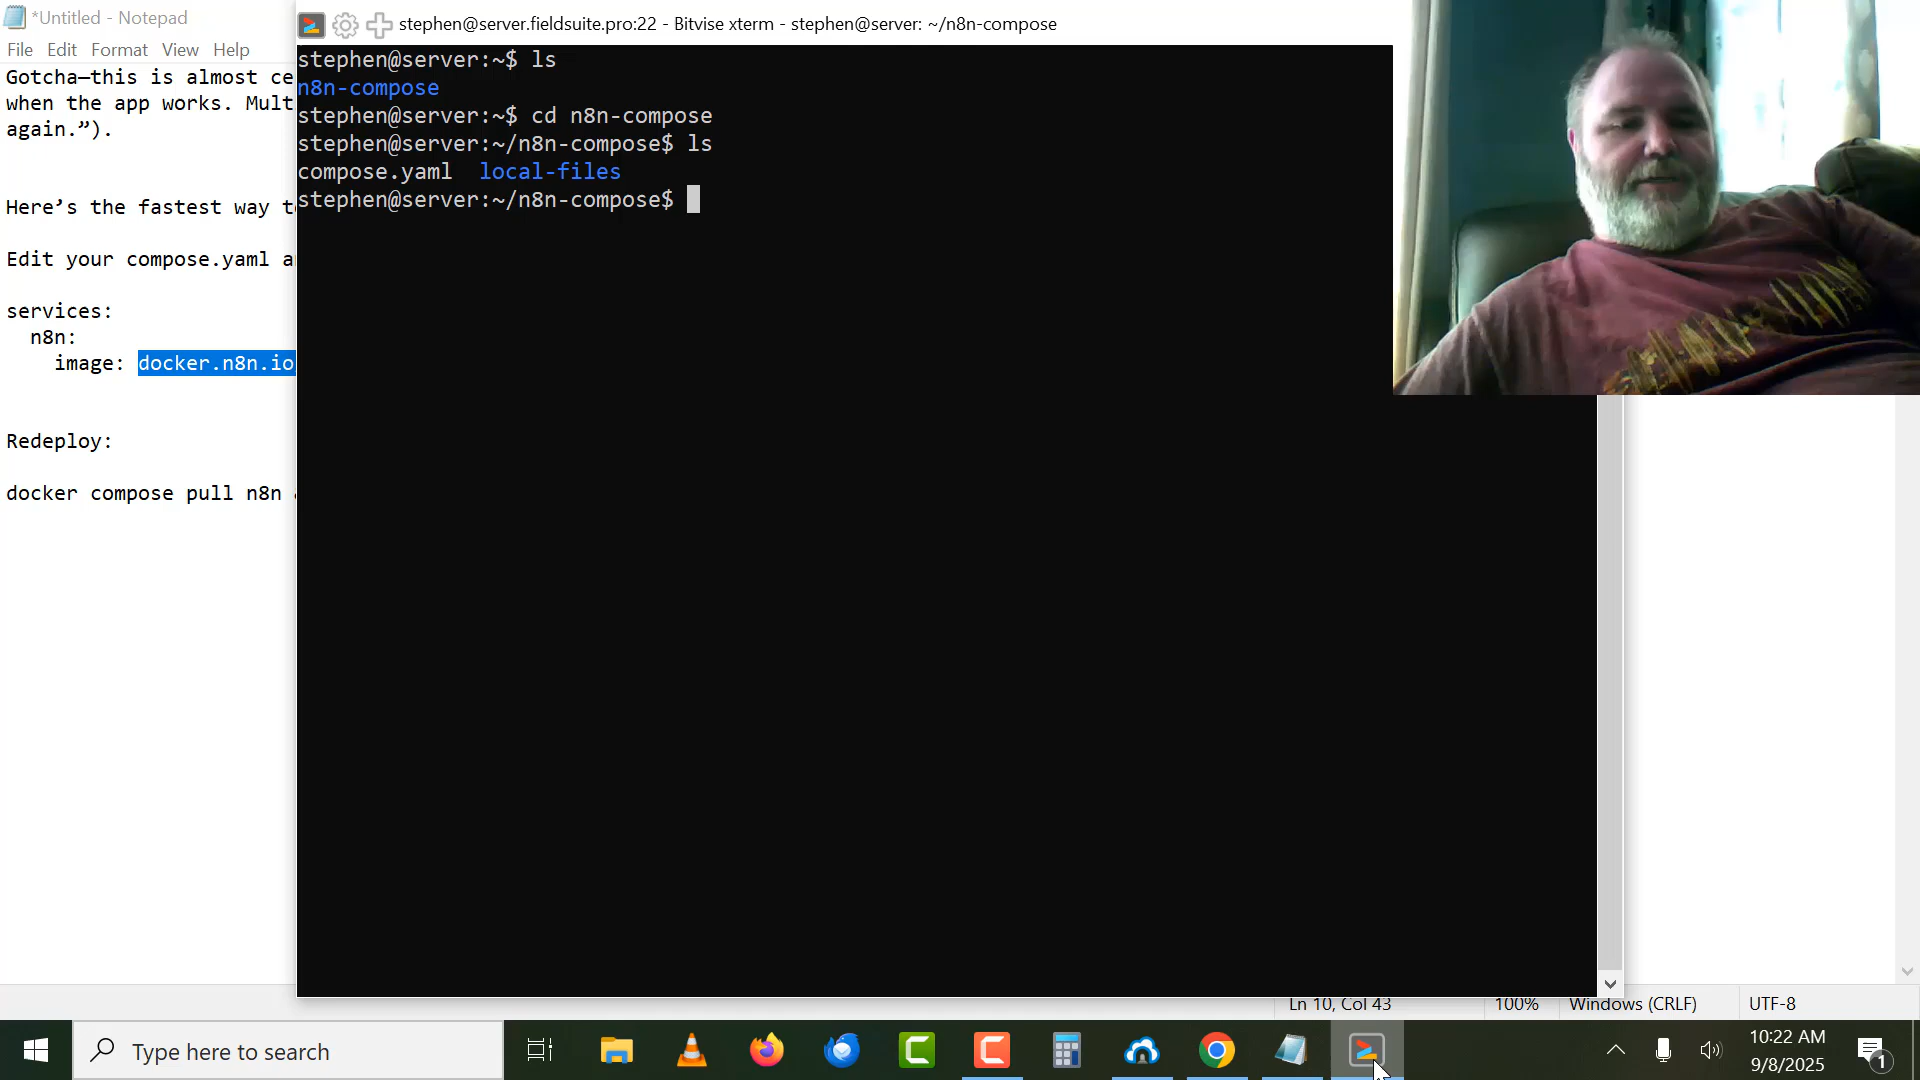 *Untitled - Notepad
File Edit Format View Help
Gotcha—this is almost ce
when the app works. Mult
again.”).
Here’s the fastest way t
Edit your compose.yaml a
services:
n8n:
image: docker.n8n.io
Redeploy:
docker compose pull n8n
stephen@server.fieldsuite.pro:22 - Bitvise xterm - stephen@server: ~/n8n-compose
stephen@server:~$ ls
n8n-compose
stephen@server:~$ cd n8n-compose
stephen@server:~/n8n-compose$ ls
compose.yaml local-files
stephen@server:~/n8n-compose$
Ln 10, Col 43 100% Windows (CRLF) UTF-8
Type here to search
10:22 AM
9/8/2025
1